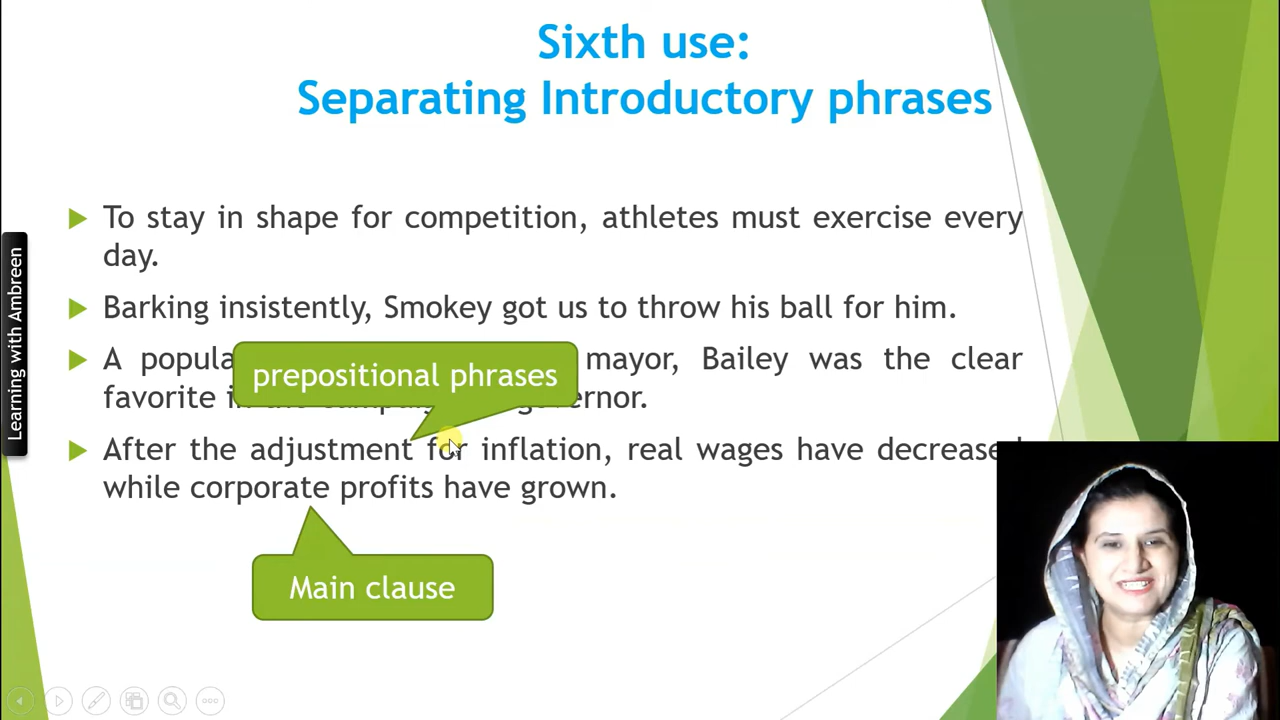 Sixth use:
Separating Introductory phrases
To stay in shape for competition, athletes must exercise every
day.
Barking insistently, Smokey got us to throw his ball for him.
A mayor, Bailey was the clear
prepositional phrases
favorite
After the adjustment for inflation, real wages have decreased
while corporate profits have grown.
Main clause
Learning with Ambreen